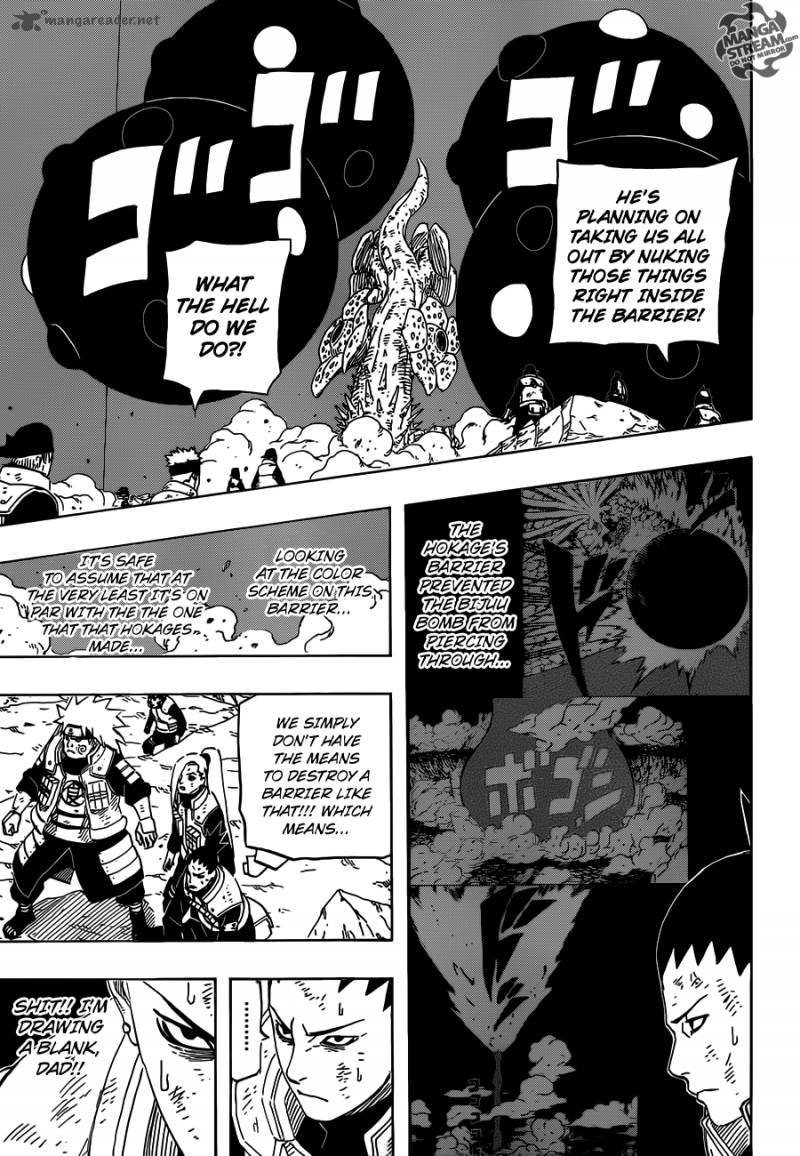 mangareader.net
MANGA
STREAM.com
DO NOT MIRROR
HE'S
PLANNING ON
TAKING US ALL
OUT BY NUKING
THOSE THINGS
RIGHT INSIDE
THE BARRIER!
ゴ
ゴ
ゴ
WHAT
THE HELL
DO WE
DO?!
THE
HOKAGE'S
BARRIER
PREVENTED
THE BIJUU
BOMB FROM
PIERCING
THROUGH...
ド
LOOKING
AT THE COLOR
SCHEME ON THIS
BARRIER...
IT'S SAFE
TO ASSUME THAT AT
THE VERY LEAST IT'S ON
PAR WITH THE THE ONE
THAT THAT HOKAGES
MADE...
ボゴン
WE SIMPLY
DON'T HAVE
THE MEANS
TO DESTROY A
BARRIER LIKE
THAT!!! WHICH
MEANS...
.........
SHIT!! I'M
DRAWING
A BLANK,
DAD!!